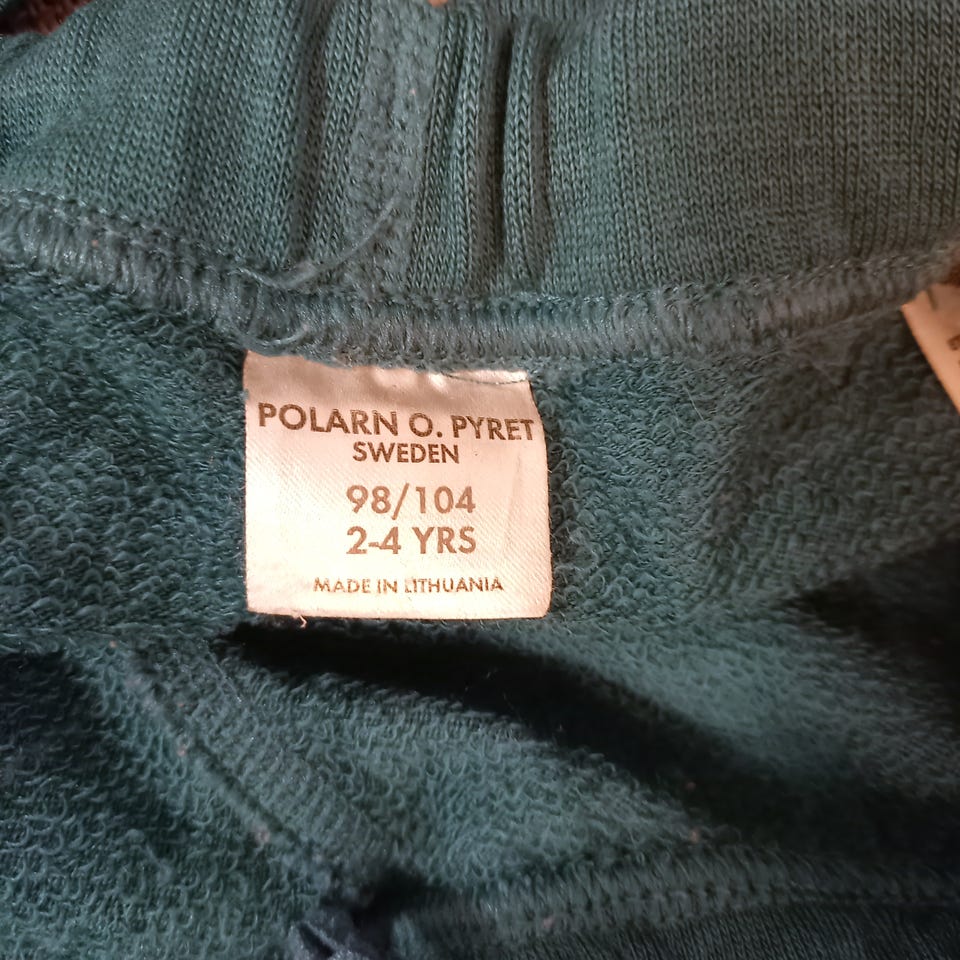 POLARN O. PYRET
SWEDEN
98/104
2-4 YRS
MADE IN LITHUANIA